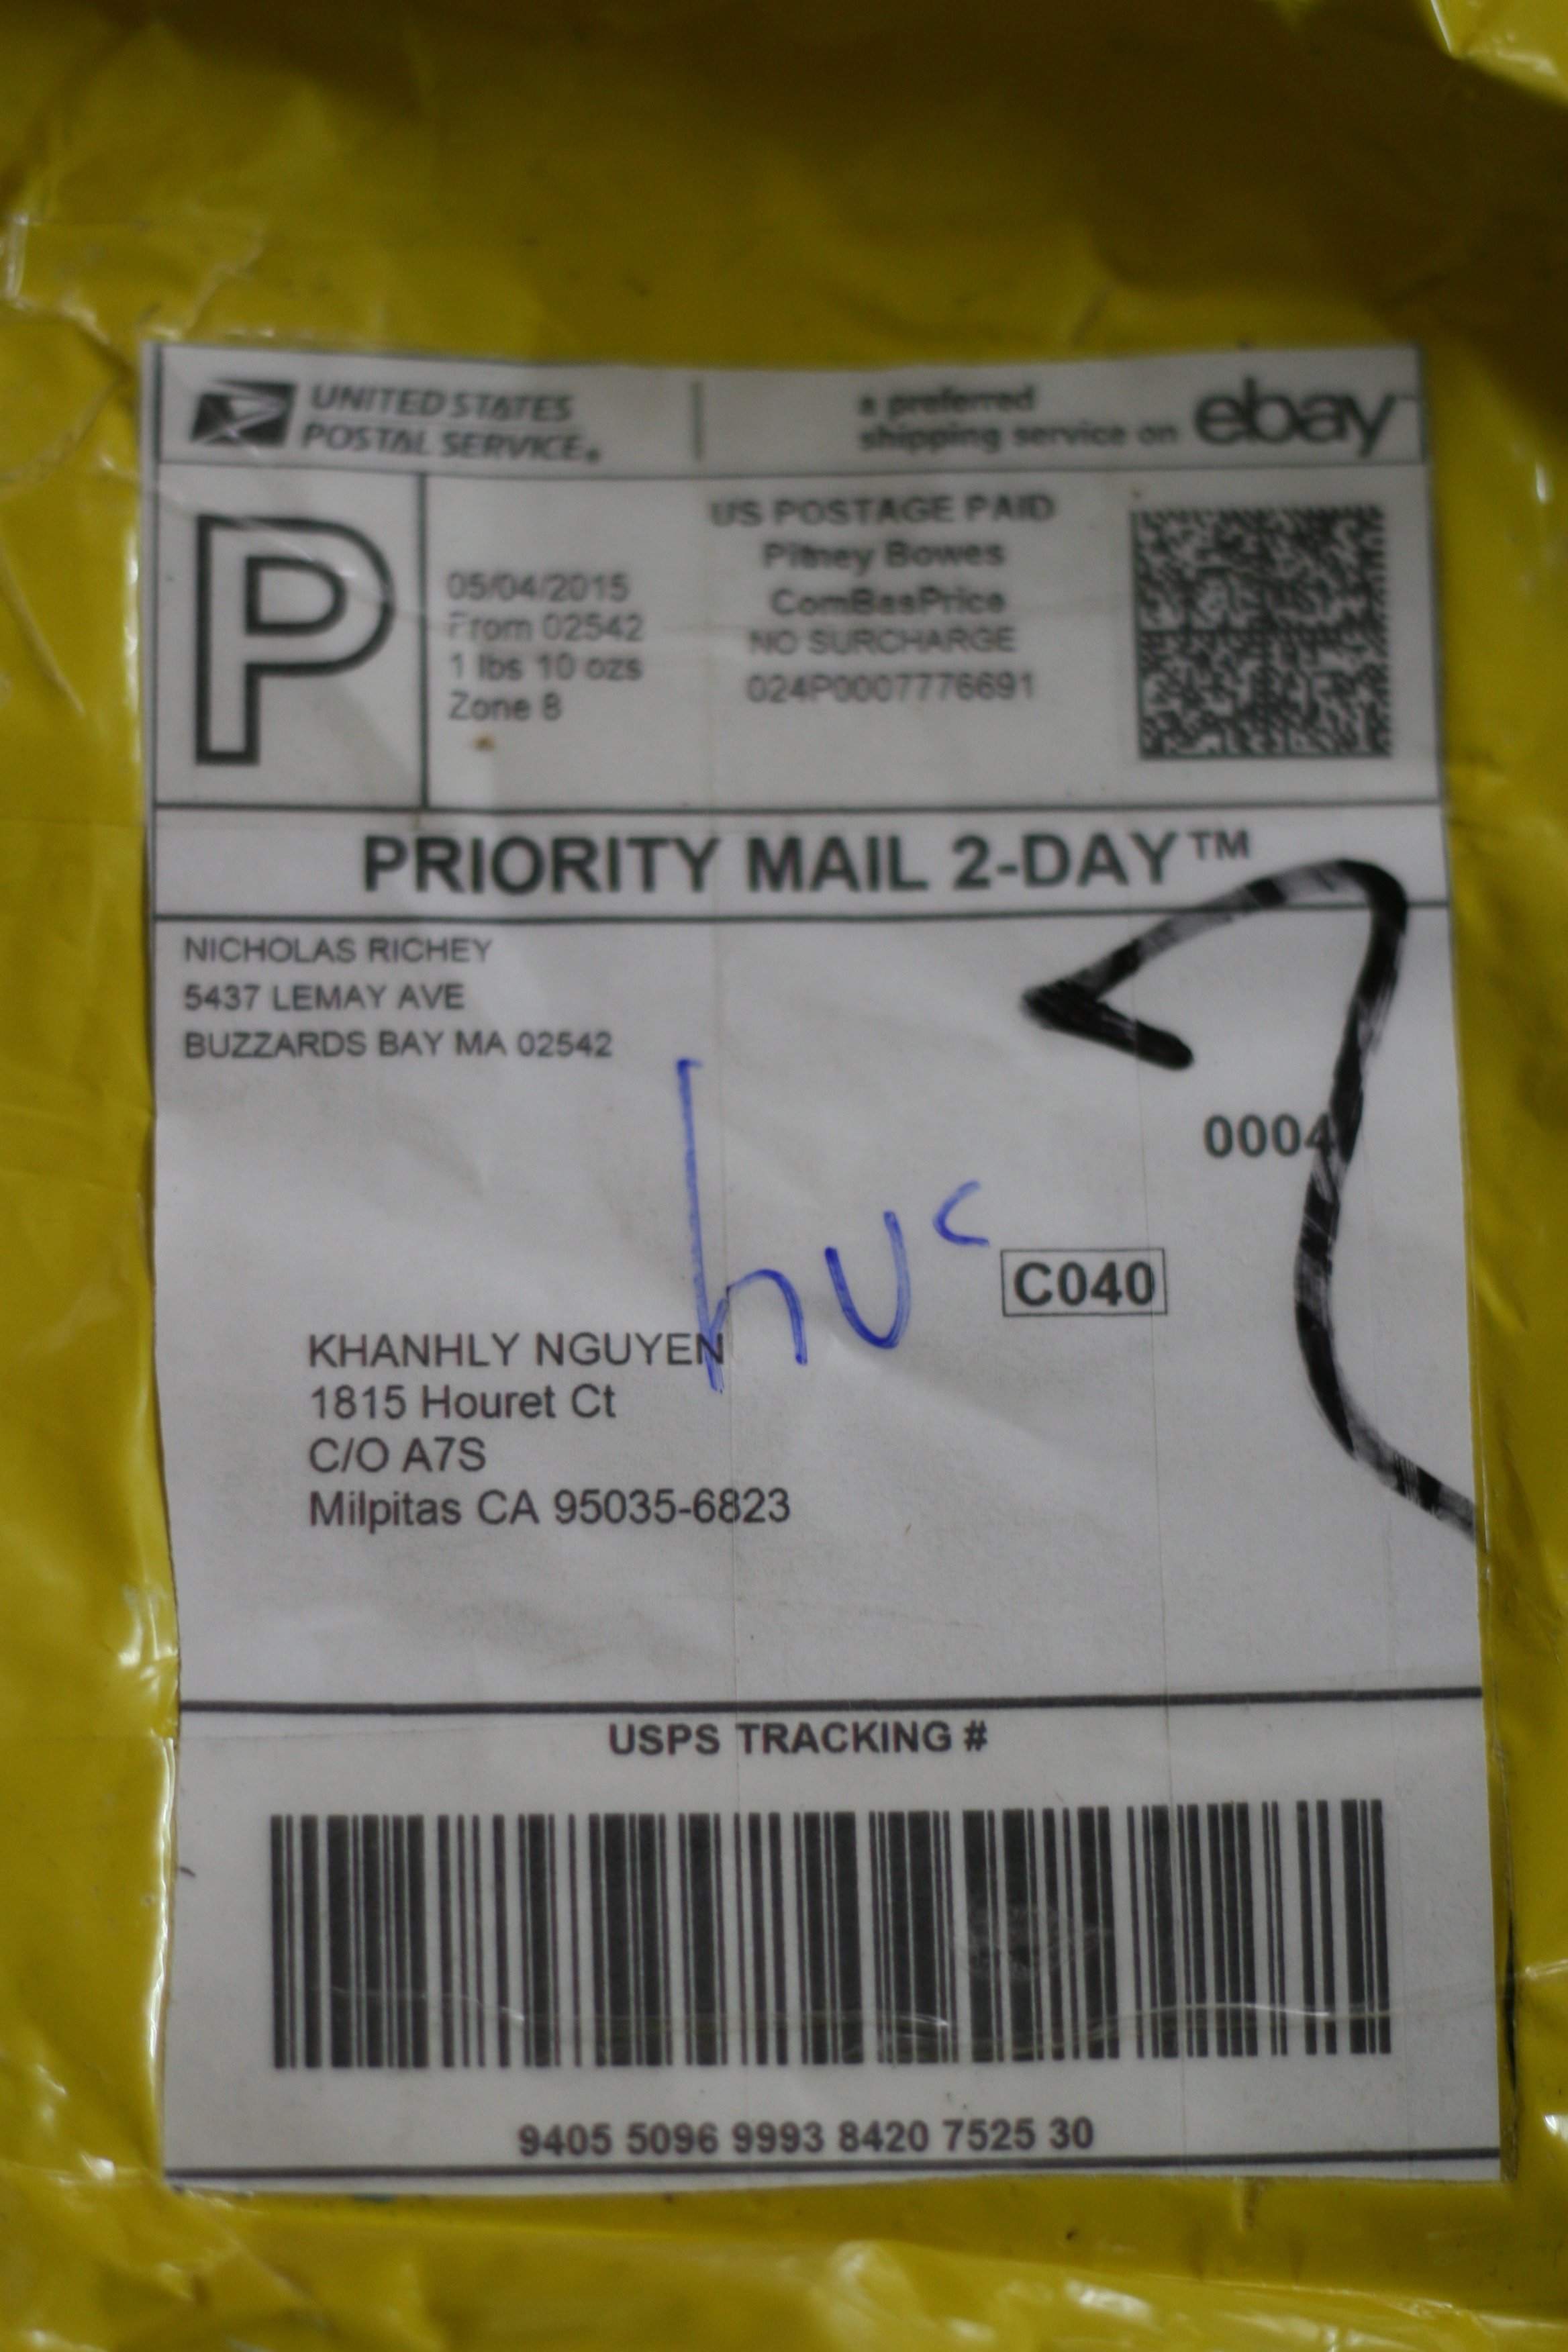 UNITED STATES
POSTAL SERVICE®
a preferred
shipping service on ebay™
P
05/04/2015
From 02542
1 lbs 10 ozs
Zone 8
US POSTAGE PAID
Pitney Bowes
ComBasPrice
NO SURCHARGE
024P0007776691
PRIORITY MAIL 2-DAY™
NICHOLAS RICHEY
5437 LEMAY AVE
BUZZARDS BAY MA 02542
0004
C040
KHANHLY NGUYEN
1815 Houret Ct
C/O A7S
Milpitas CA 95035-6823
USPS TRACKING #
9405 5096 9993 8420 7525 30